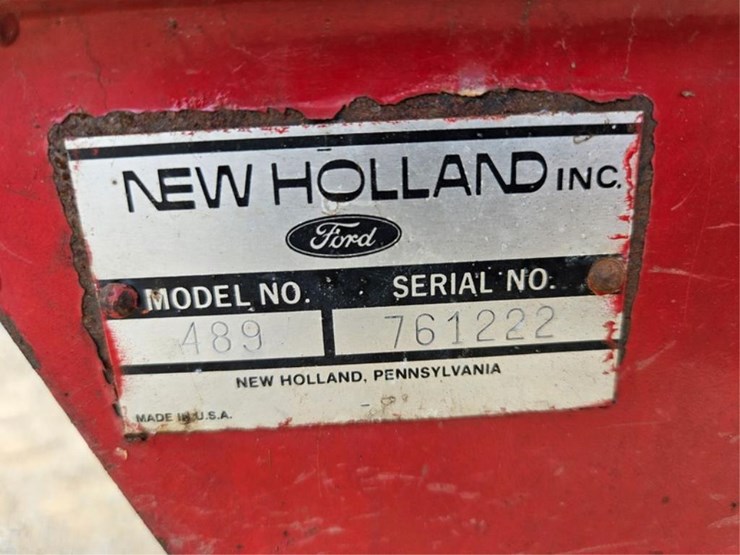 NEW HOLLAND INC.
Ford
MODEL NO. SERIAL NO.
489 761222
NEW HOLLAND, PENNSYLVANIA
MADE IN U.S.A.